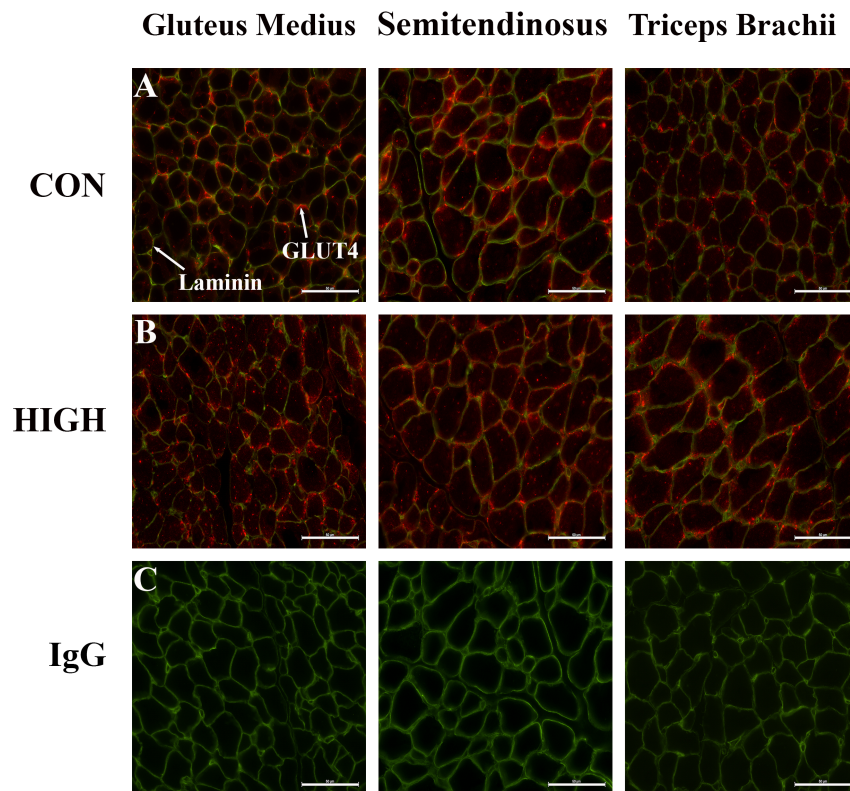 Gluteus Medius Semitendinosus Triceps Brachii
A
CON
GLUT4
Laminin
B
HIGH
C
IgG